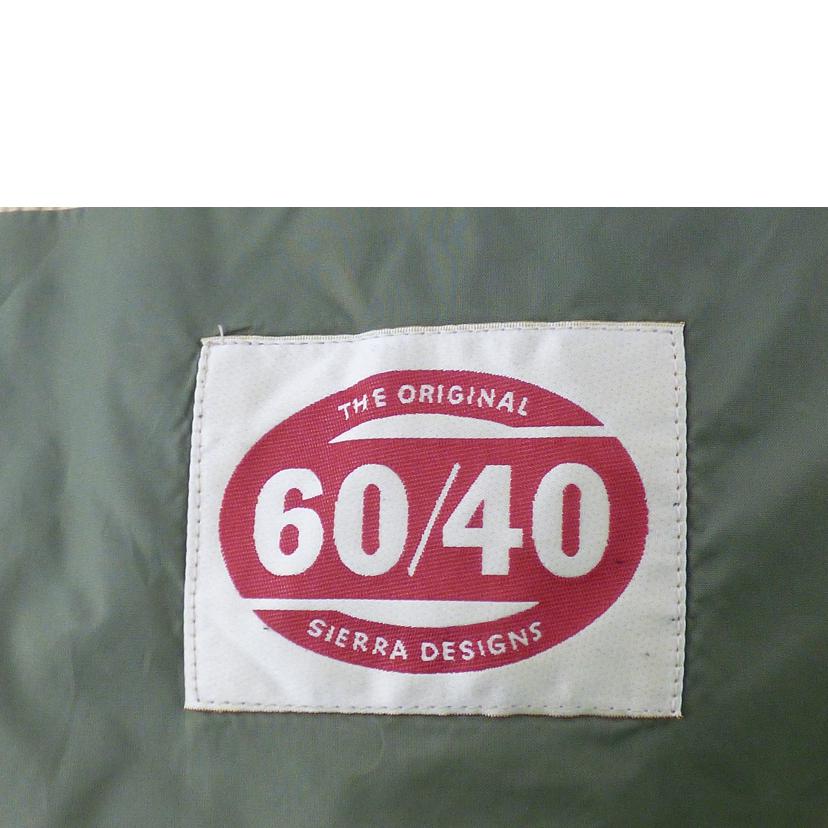 THE ORIGINAL
60/40
SIERRA DESIGNS